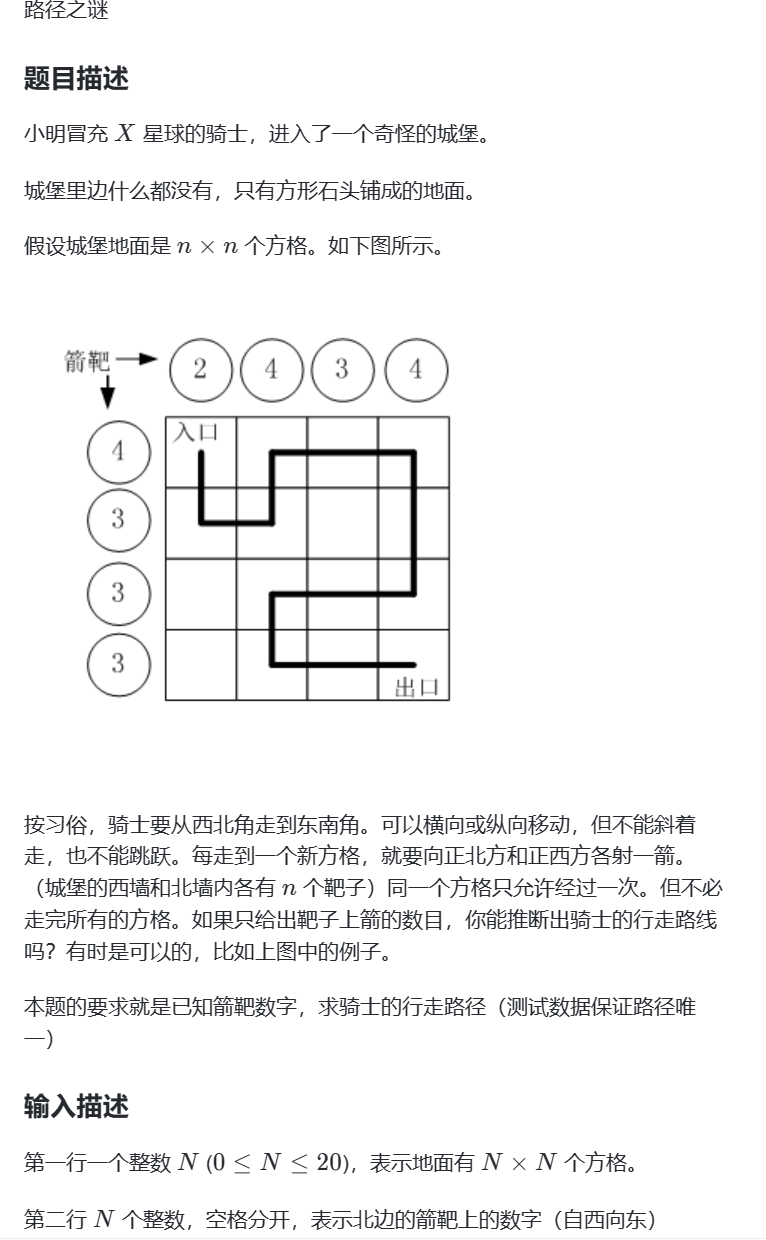 路径之谜
题目描述
小明冒充 X 星球的骑士，进入了一个奇怪的城堡。
城堡里边什么都没有，只有方形石头铺成的地面。
假设城堡地面是 n × n 个方格。如下图所示。
箭靶 2 4 3 4
入口
4
3
3
3
出口
按习俗，骑士要从西北角走到东南角。可以横向或纵向移动，但不能斜着
走，也不能跳跃。每走到一个新方格，就要向正北方和正西方各射一箭。
（城堡的西墙和北墙内各有 n 个靶子）同一个方格只允许经过一次。但不必
走完所有的方格。如果只给出靶子上箭的数目，你能推断出骑士的行走路线
吗？有时是可以的，比如上图中的例子。
本题的要求就是已知箭靶数字，求骑士的行走路径（测试数据保证路径唯
一）
输入描述
第一行一个整数 N (0 ≤ N ≤ 20)，表示地面有 N × N 个方格。
第二行 N 个整数，空格分开，表示北边的箭靶上的数字（自西向东）